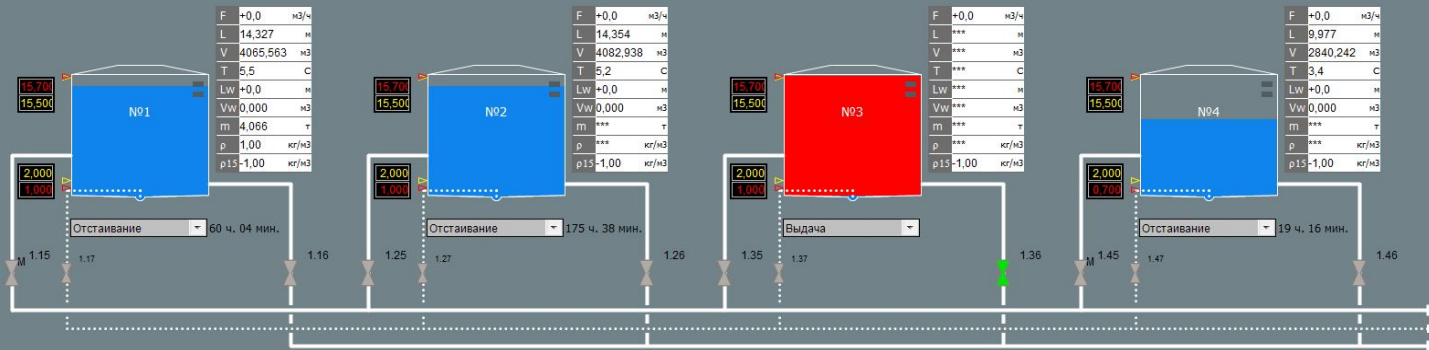 F +0,0 м3/ч
L 14,327 м
V 4065,563 м3
T 5,5 C
Lw +0,0 м
Vw 0,000 м3
m 4,066 т
ρ 1,00 кг/м3
ρ15 -1,00 кг/м3
15,700
15,500
№1
2,000
1,000
Отстаивание 60 ч. 04 мин.
М 1.15
1.17
1.16
F +0,0 м3/ч
L 14,354 м
V 4082,938 м3
T 5,2 C
Lw +0,0 м
Vw 0,000 м3
m *** т
ρ *** кг/м3
ρ15 -1,00 кг/м3
15,700
15,500
№2
2,000
1,000
Отстаивание 175 ч. 38 мин.
1.25
1.27
1.26
F +0,0 м3/ч
L *** м
V *** м3
T *** C
Lw *** м
Vw *** м3
m *** т
ρ *** кг/м3
ρ15 -1,00 кг/м3
15,700
15,500
№3
2,000
1,000
Выдача
1.35
1.37
1.36
F +0,0 м3/ч
L 9,977 м
V 2840,242 м3
T 3,4 C
Lw +0,0 м
Vw 0,000 м3
m *** т
ρ *** кг/м3
ρ15 -1,00 кг/м3
15,700
15,500
№4
2,000
0,700
Отстаивание 19 ч. 16 мин.
М 1.45
1.47
1.46